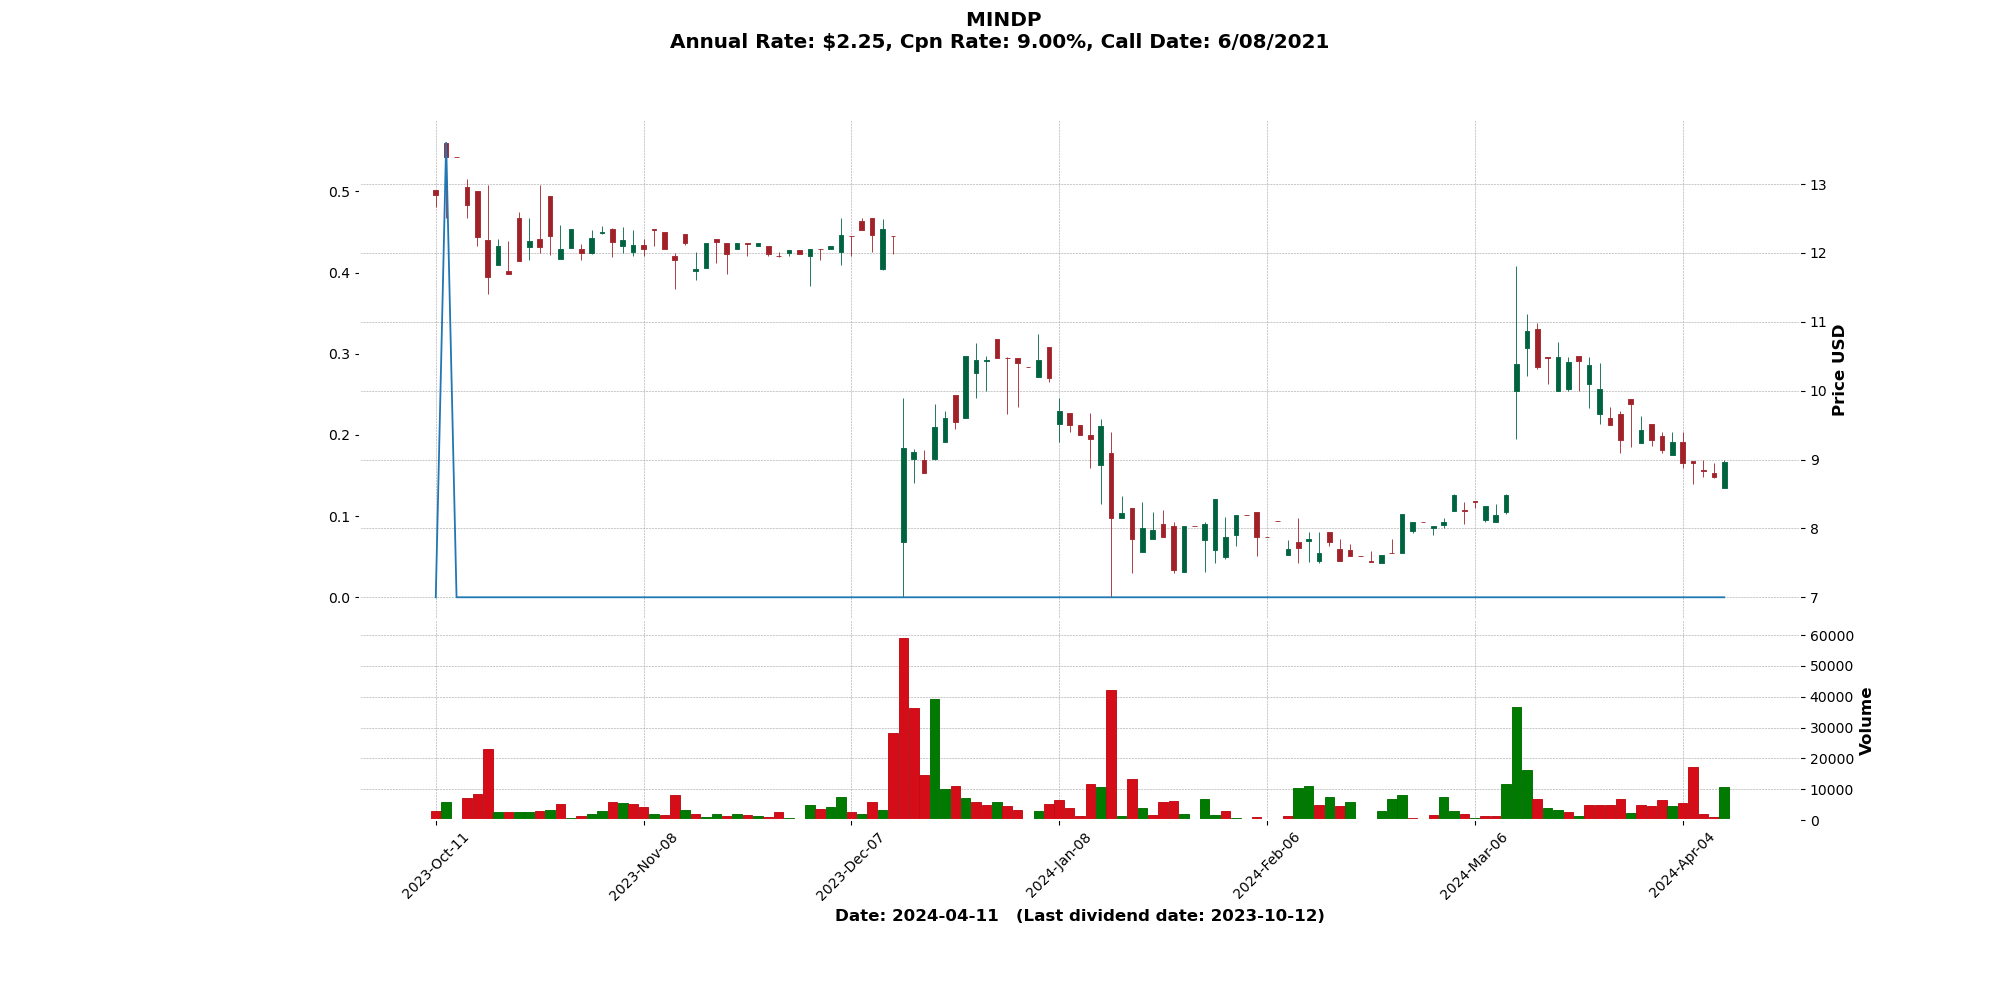 MINDP
Annual Rate: $2.25, Cpn Rate: 9.00%, Call Date: 6/08/2021
0.5
0.4
0.3
0.2
0.1
0.0
13
12
11
10
9
8
7
Price USD
60000
50000
40000
30000
20000
10000
0
Volume
2023-Oct-11
2023-Nov-08
2023-Dec-07
2024-Jan-08
2024-Feb-06
2024-Mar-06
2024-Apr-04
Date: 2024-04-11   (Last dividend date: 2023-10-12)